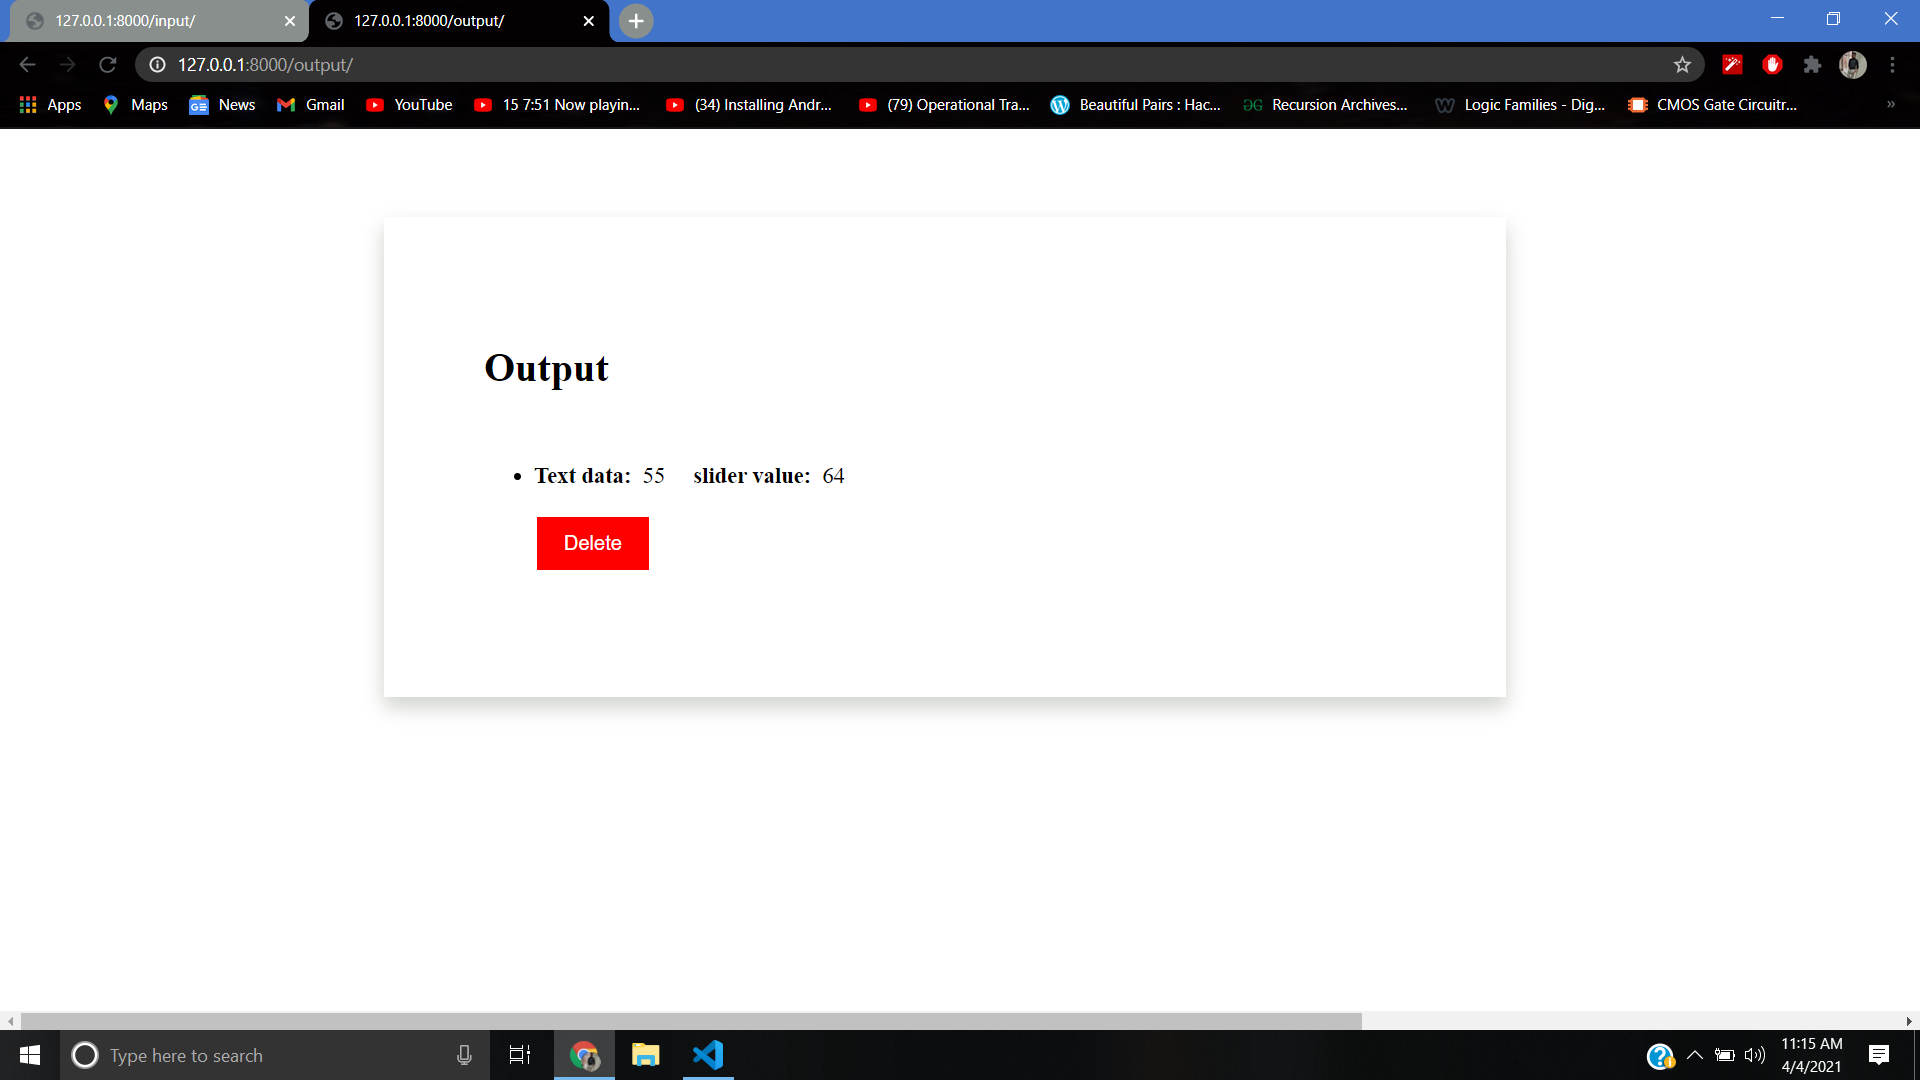 127.0.0.1:8000/input/
127.0.0.1:8000/output/
127.0.0.1:8000/output/
Apps Maps News Gmail YouTube 15 7:51 Now playin... (34) Installing Andr... (79) Operational Tra... Beautiful Pairs : Hac... Recursion Archives... Logic Families - Dig... CMOS Gate Circuitr... »
Output
Text data: 55 slider value: 64
Delete
Type here to search
11:15 AM
4/4/2021